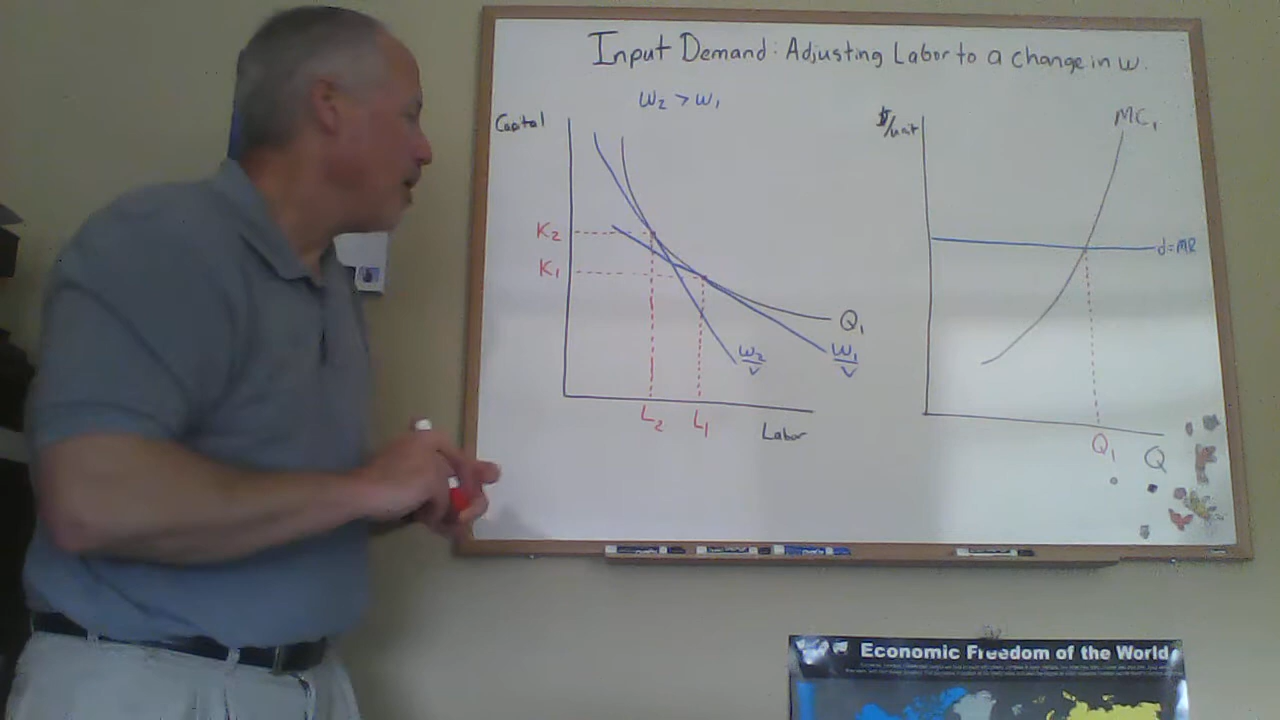 Input Demand: Adjusting Labor to a change in w.
w₂ > w₁
Capital
K₂
K₁
Q₁
w₂/v
w₁/v
L₂ L₁
Labor
$/unit
MC₁
d=MR
Q₁
Q
Economic Freedom of the World